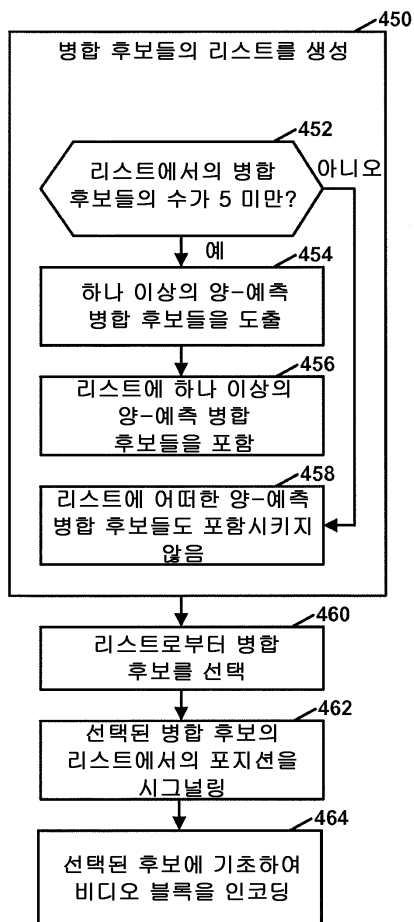 450
병합 후보들의 리스트를 생성
452
리스트에서의 병합
후보들의 수가 5 미만?
아니오
예
454
하나 이상의 양-예측
병합 후보들을 도출
456
리스트에 하나 이상의
양-예측 병합
후보들을 포함
458
리스트에 어떠한 양-예측
병합 후보들도 포함시키지
않음
460
리스트로부터 병합
후보를 선택
462
선택된 병합 후보의
리스트에서의 포지션을
시그널링
464
선택된 후보에 기초하여
비디오 블록을 인코딩